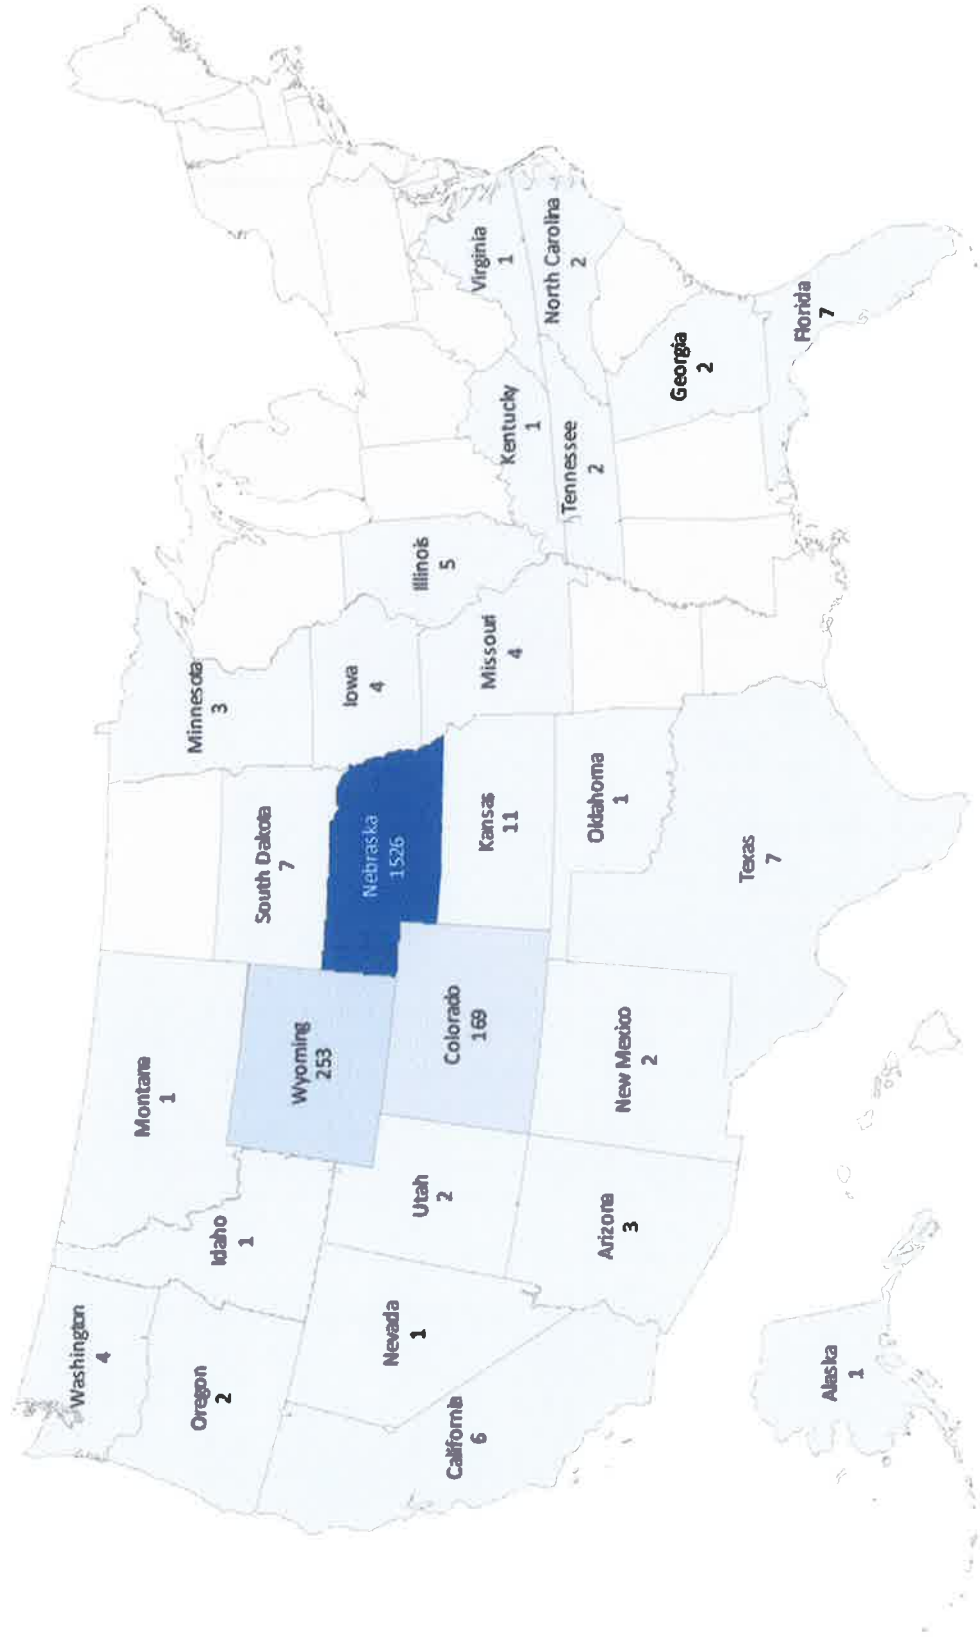 Washington
4
Montana
1
Minnesota
3
Oregon
2
Idaho
1
South Dakota
7
Wyoming
253
Iowa
4
Nebraska
1526
Illinois
5
Nevada
1
Utah
2
Colorado
169
Kansas
11
Missouri
4
Kentucky
1
Virginia
1
California
6
Tennessee
2
North Carolina
2
Arizona
3
New Mexico
2
Oklahoma
1
Georgia
2
Texas
7
Florida
7
Alaska
1